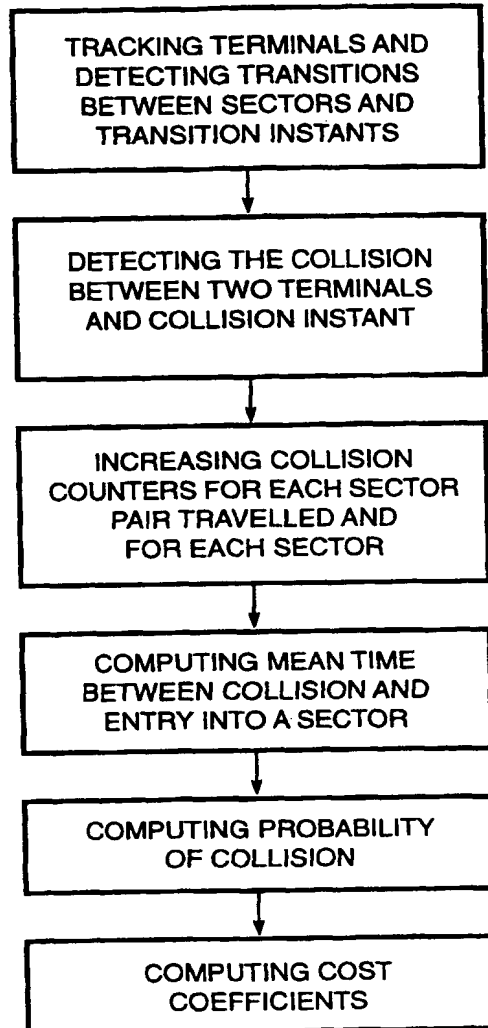 TRACKING TERMINALS AND
DETECTING TRANSITIONS
BETWEEN SECTORS AND
TRANSITION INSTANTS
DETECTING THE COLLISION
BETWEEN TWO TERMINALS
AND COLLISION INSTANT
INCREASING COLLISION
COUNTERS FOR EACH SECTOR
PAIR TRAVELLED AND
FOR EACH SECTOR
COMPUTING MEAN TIME
BETWEEN COLLISION AND
ENTRY INTO A SECTOR
COMPUTING PROBABILITY
OF COLLISION
COMPUTING COST
COEFFICIENTS